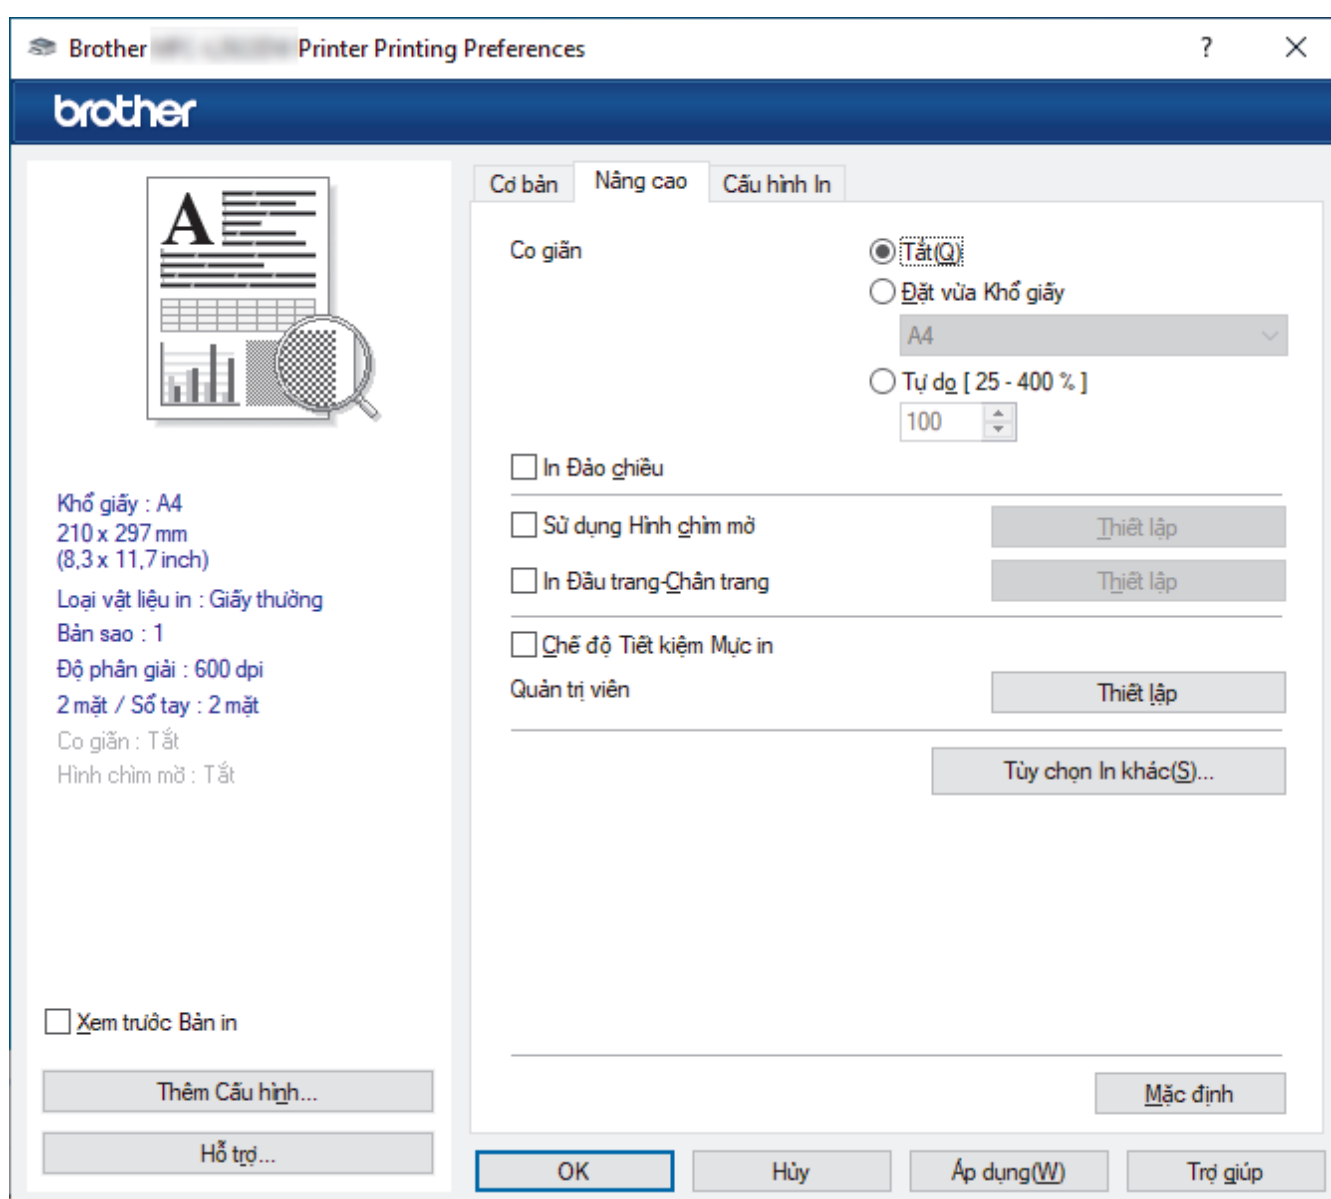 Brother Printer Printing Preferences
?
brother
Cơ bản Nâng cao Cấu hình In
A
Co giãn
Tắt(Q)
Đặt vừa Khổ giấy
A4
Tự do [ 25 - 400 % ]
100
In Đảo chiều
Sử dụng Hình chìm mờ
Thiết lập
In Đầu trang-Chân trang
Thiết lập
Chế độ Tiết kiệm Mực in
Quản trị viên
Thiết lập
Tùy chọn In khác(S)...
Khổ giấy : A4
210 x 297 mm
(8,3 x 11,7 inch)
Loại vật liệu in : Giấy thường
Bản sao : 1
Độ phân giải : 600 dpi
2 mặt / Sổ tay : 2 mặt
Co giãn : Tắt
Hình chìm mờ : Tắt
Xem trước Bản in
Thêm Cấu hình...
Hỗ trợ...
Mặc định
OK
Hủy
Áp dụng(W)
Trợ giúp